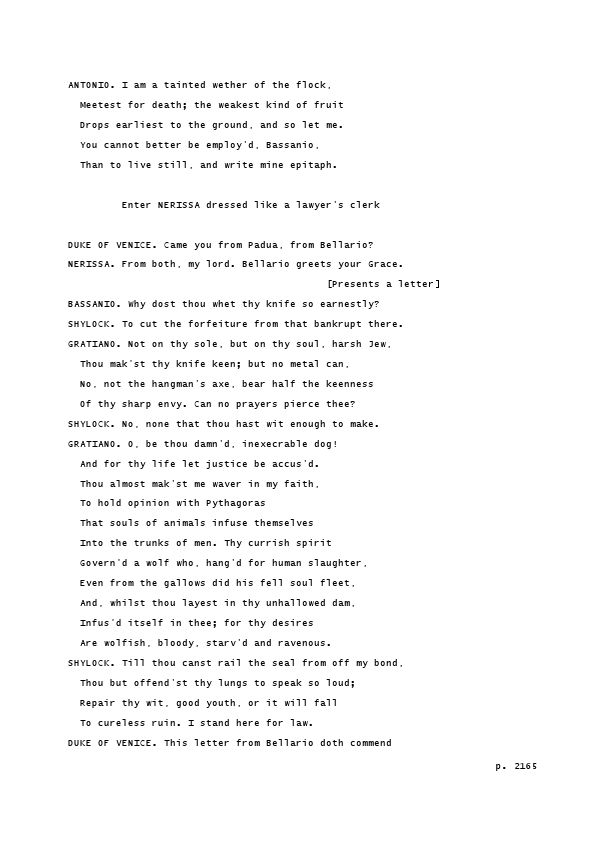 ANTONIO. I am a tainted wether of the flock,
Meetest for death; the weakest kind of fruit
Drops earliest to the ground, and so let me.
You cannot better be employ'd, Bassanio,
Than to live still, and write mine epitaph.
Enter NERISSA dressed like a lawyer's clerk
DUKE OF VENICE. Came you from Padua, from Bellario?
NERISSA. From both, my lord. Bellario greets your Grace.
[Presents a letter]
BASSANIO. Why dost thou whet thy knife so earnestly?
SHYLOCK. To cut the forfeiture from that bankrupt there.
GRATIANO. Not on thy sole, but on thy soul, harsh Jew,
Thou mak'st thy knife keen; but no metal can,
No, not the hangman's axe, bear half the keenness
Of thy sharp envy. Can no prayers pierce thee?
SHYLOCK. No, none that thou hast wit enough to make.
GRATIANO. O, be thou damn'd, inexecrable dog!
And for thy life let justice be accus'd.
Thou almost mak'st me waver in my faith,
To hold opinion with Pythagoras
That souls of animals infuse themselves
Into the trunks of men. Thy currish spirit
Govern'd a wolf who, hang'd for human slaughter,
Even from the gallows did his fell soul fleet,
And, whilst thou layest in thy unhallowed dam,
Infus'd itself in thee; for thy desires
Are wolfish, bloody, starv'd and ravenous.
SHYLOCK. Till thou canst rail the seal from off my bond,
Thou but offend'st thy lungs to speak so loud;
Repair thy wit, good youth, or it will fall
To cureless ruin. I stand here for law.
DUKE OF VENICE. This letter from Bellario doth commend
p. 2165